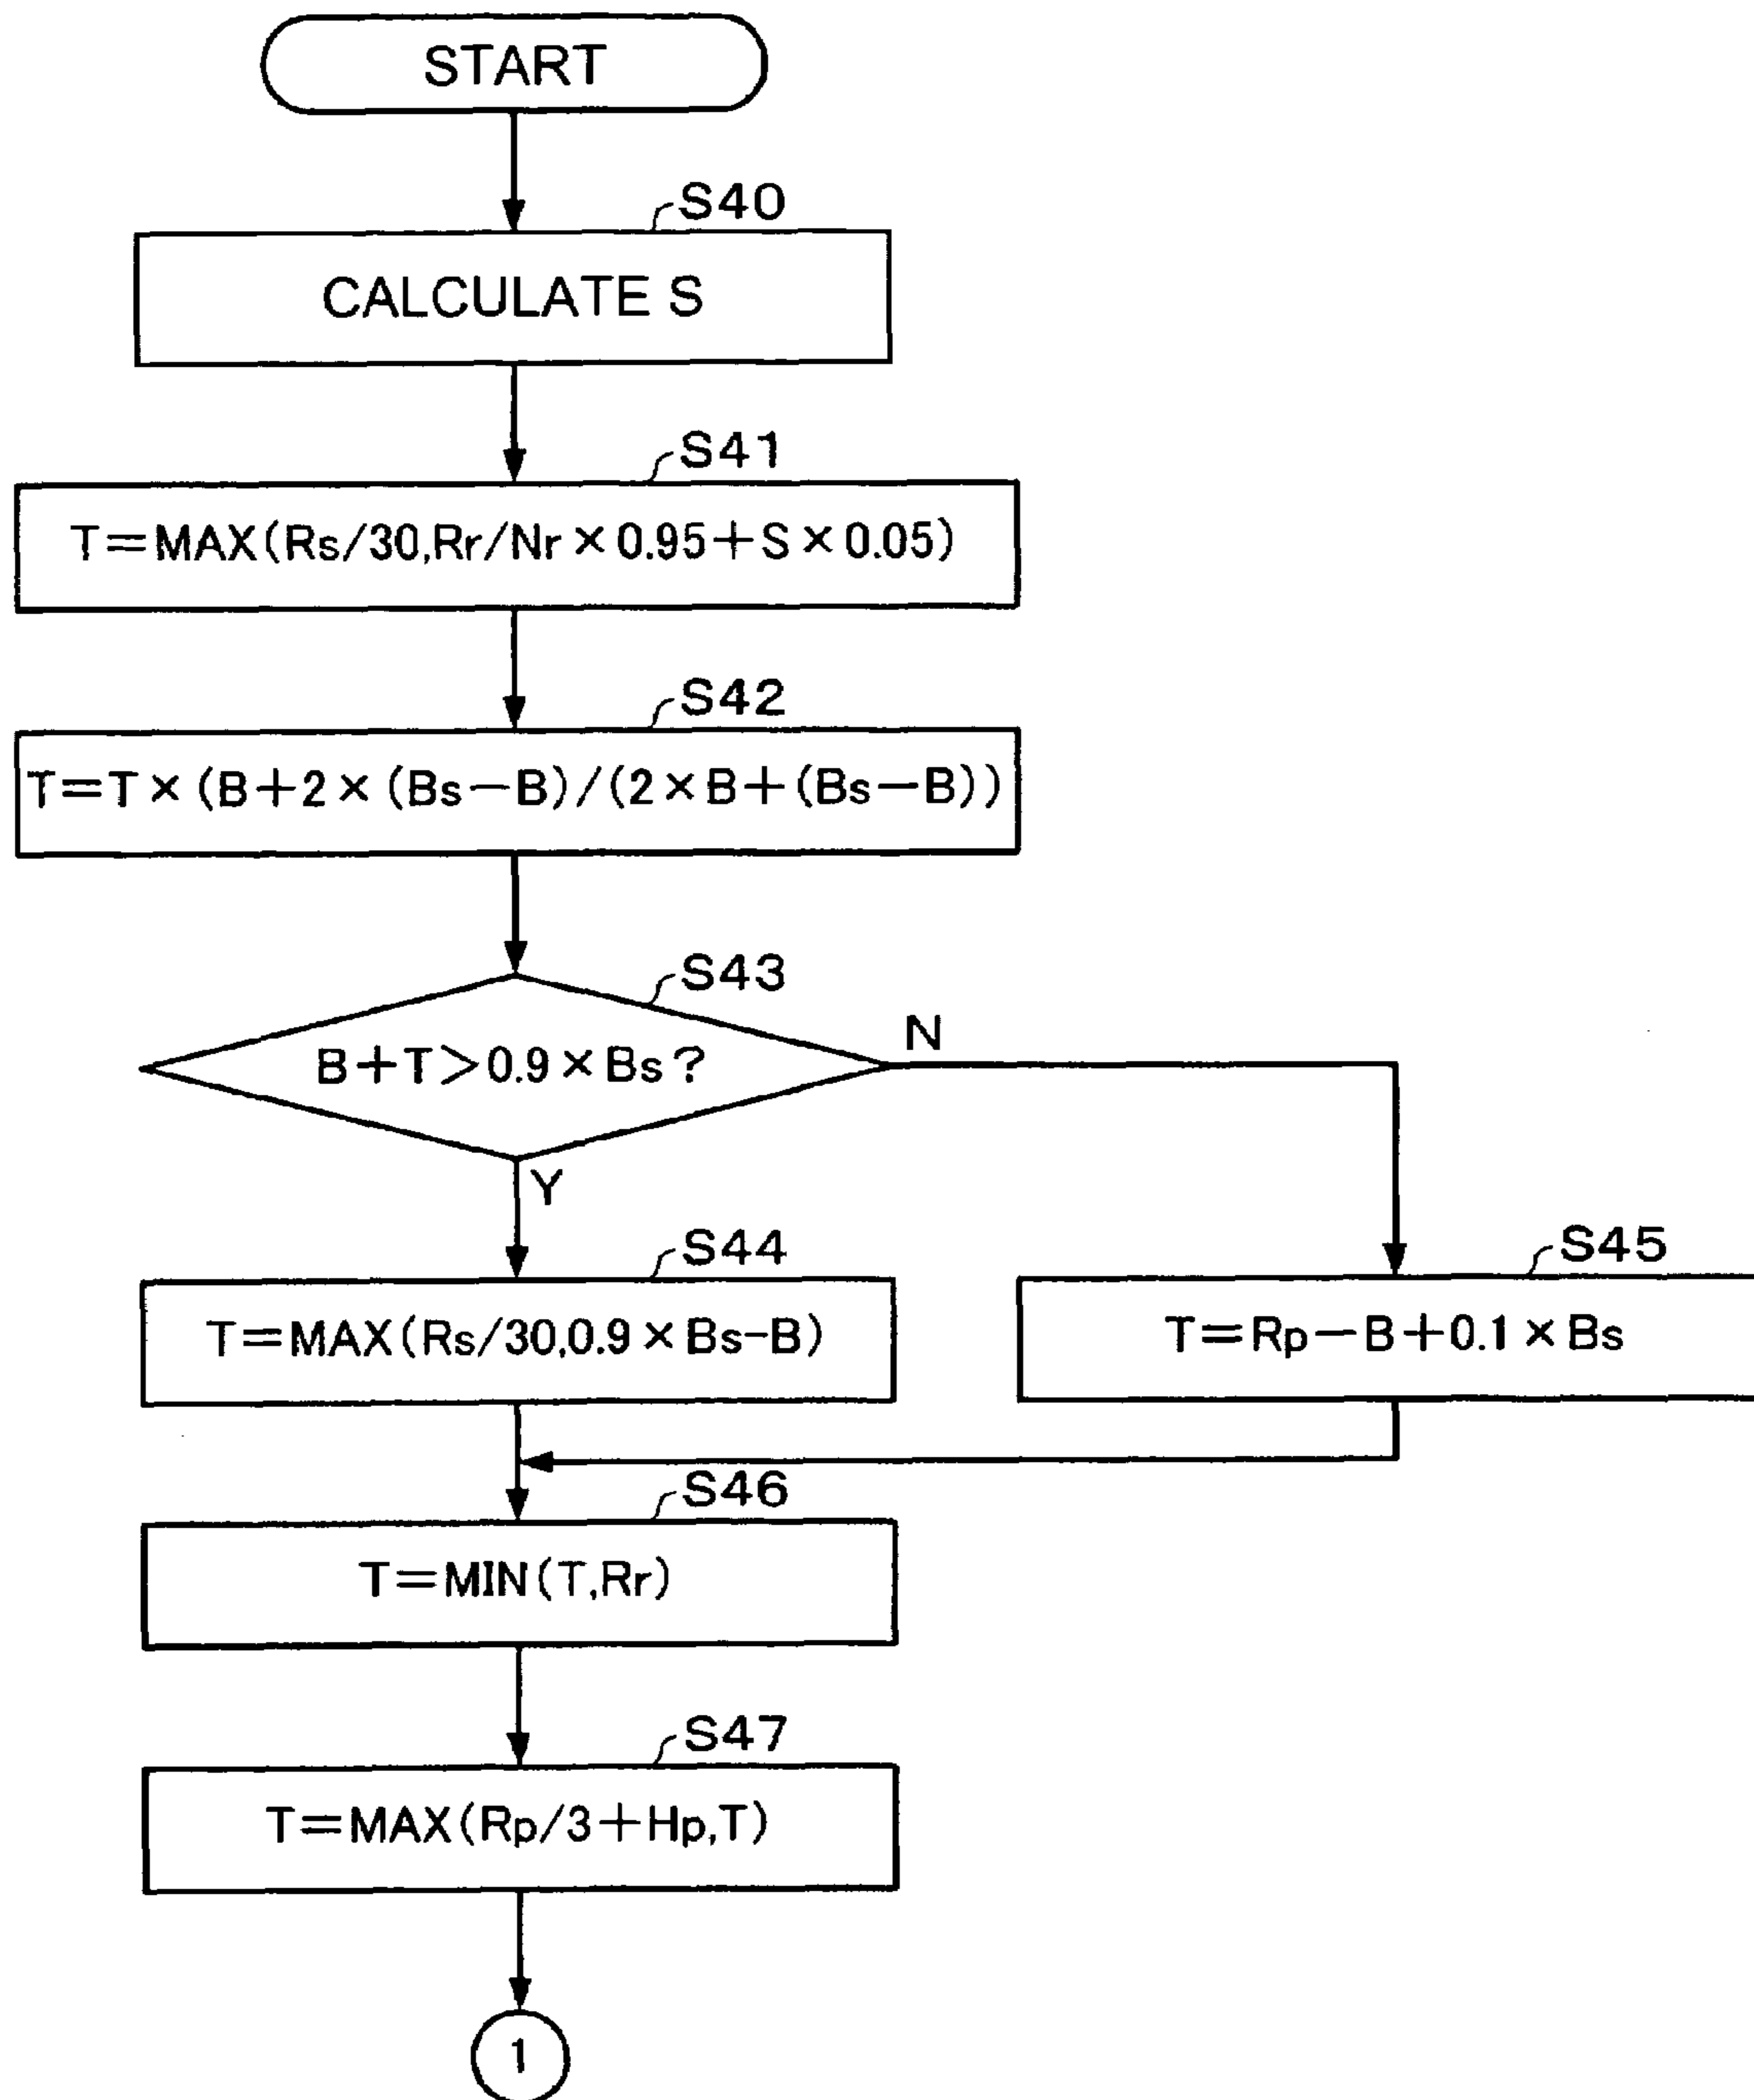 START
S40
CALCULATE S
S41
T=MAX(Rs/30,Rr/Nr×0.95+S×0.05)
S42
T=T×(B+2×(Bs-B)/(2×B+(Bs-B))
S43
B+T>0.9×Bs?
N
Y
S44
T=MAX(Rs/30,0.9×Bs-B)
S45
T=Rp-B+0.1×Bs
S46
T=MIN(T,Rr)
S47
T=MAX(Rp/3+Hp,T)
1